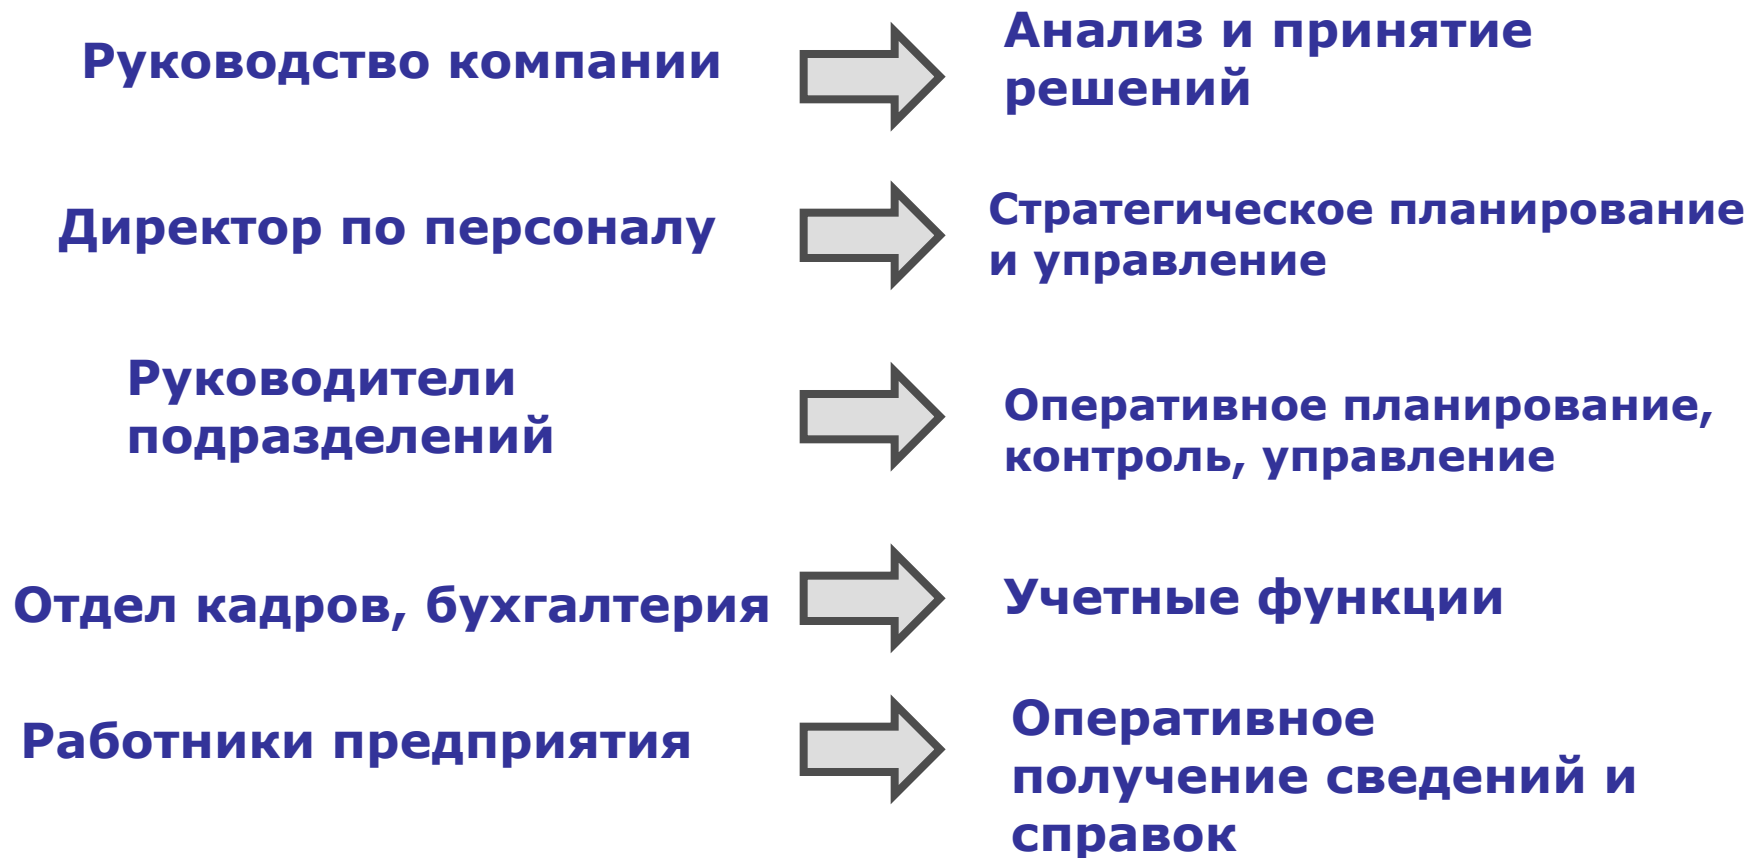 Руководство компании
Анализ и принятие
решений
Директор по персоналу
Стратегическое планирование
и управление
Руководители
подразделений
Оперативное планирование,
контроль, управление
Отдел кадров, бухгалтерия
Учетные функции
Работники предприятия
Оперативное
получение сведений и
справок